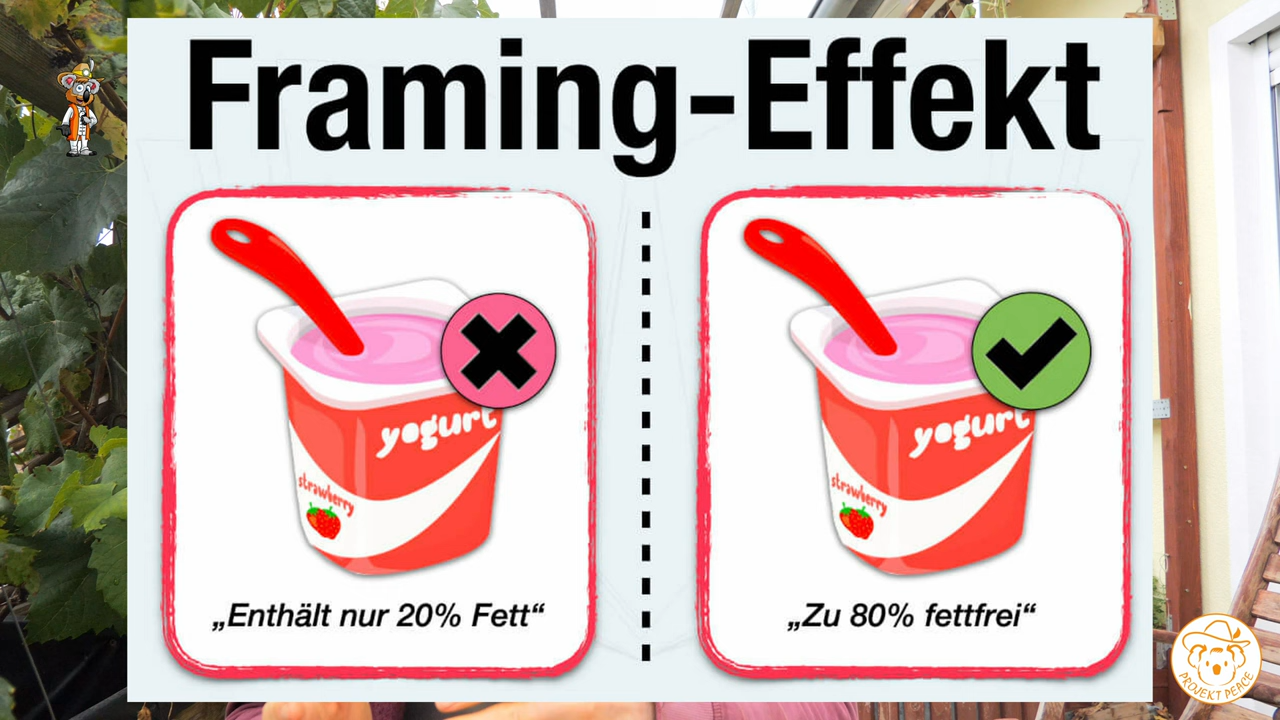 Framing-Effekt
yogurt
strawberry
„Enthält nur 20% Fett“
yogurt
strawberry
„Zu 80% fettfrei“
PROJEKT PEACE